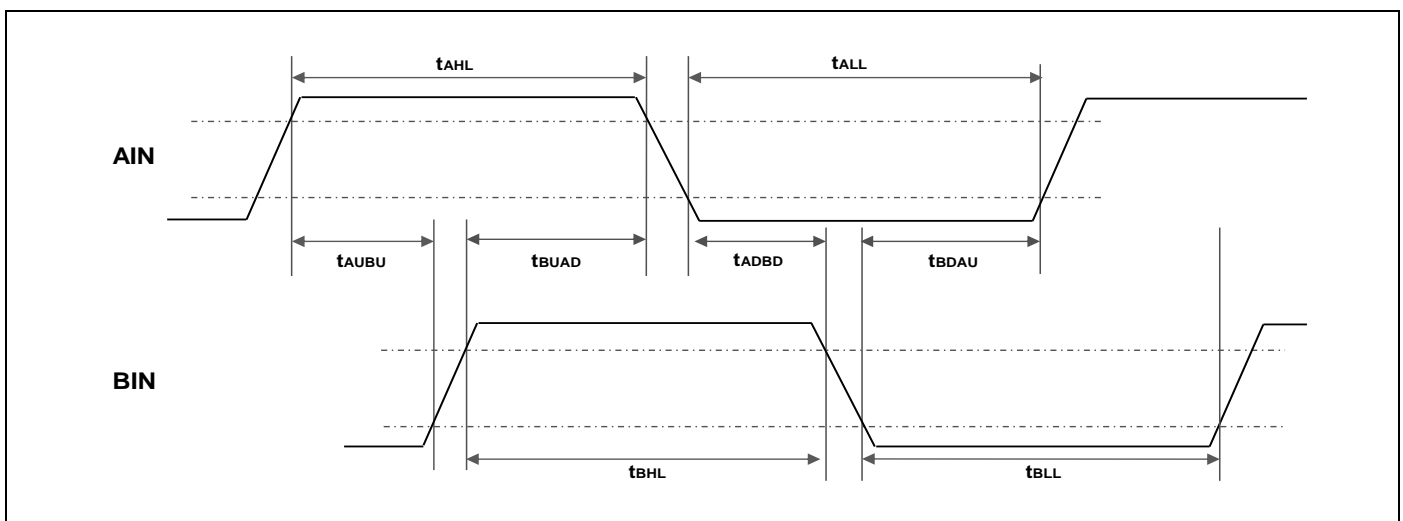 tAHL tALL
AIN
tAUBU tBUAD tADBD tBDAU
BIN
tBHL tBLL